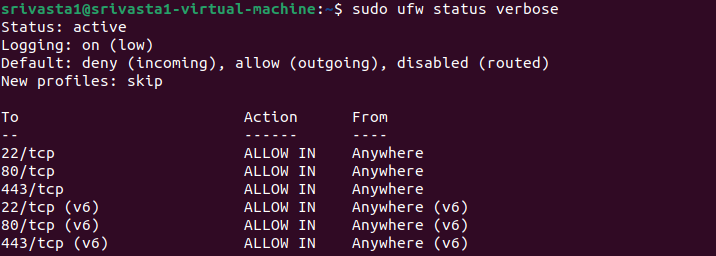 srivasta1@srivasta1-virtual-machine:~$ sudo ufw status verbose
Status: active
Logging: on (low)
Default: deny (incoming), allow (outgoing), disabled (routed)
New profiles: skip
To                         Action      From
--                         ------      ----
22/tcp                     ALLOW IN    Anywhere
80/tcp                     ALLOW IN    Anywhere
443/tcp                    ALLOW IN    Anywhere
22/tcp (v6)                ALLOW IN    Anywhere (v6)
80/tcp (v6)                ALLOW IN    Anywhere (v6)
443/tcp (v6)               ALLOW IN    Anywhere (v6)